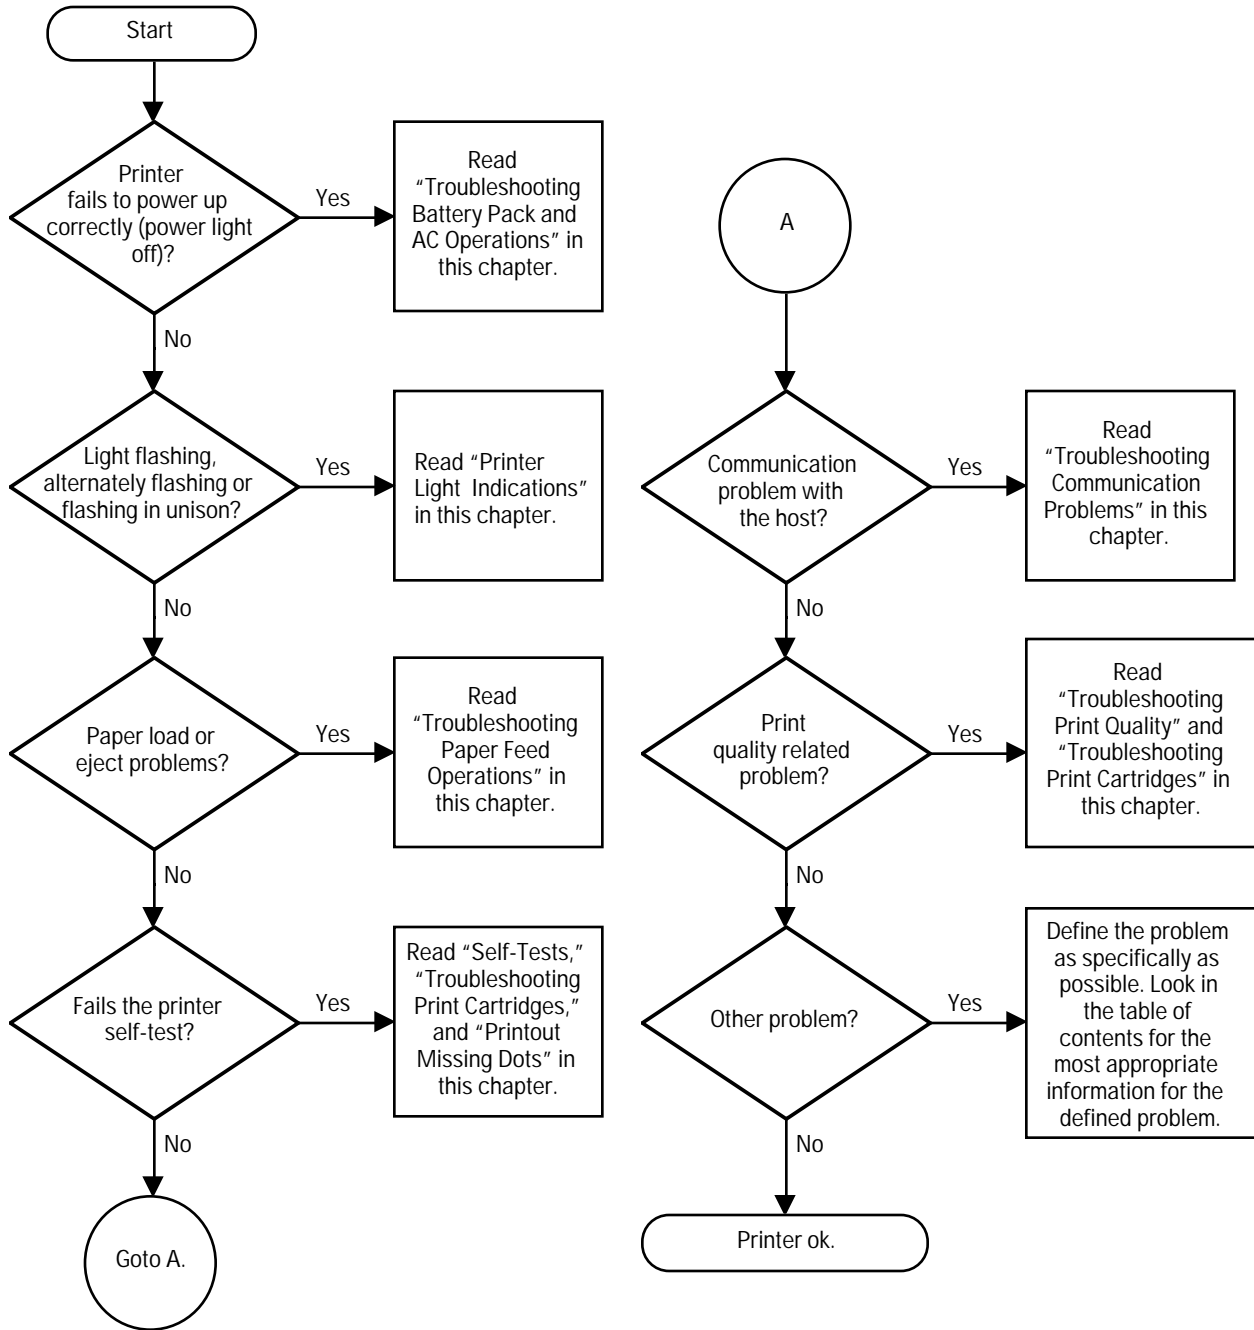 Start
Printer
fails to power up
correctly (power light
off)?
Yes
Read
“Troubleshooting
Battery Pack and
AC Operations” in
this chapter.
No
Light flashing,
alternately flashing or
flashing in unison?
Yes
Read “Printer
Light Indications”
in this chapter.
No
Paper load or
eject problems?
Yes
Read
“Troubleshooting
Paper Feed
Operations” in
this chapter.
No
Fails the printer
self-test?
Yes
Read “Self-Tests,”
“Troubleshooting
Print Cartridges,”
and “Printout
Missing Dots” in
this chapter.
No
Goto A.
A
Communication
problem with
the host?
Yes
Read
“Troubleshooting
Communication
Problems” in this
chapter.
No
Print
quality related
problem?
Yes
Read
“Troubleshooting
Print Quality” and
“Troubleshooting
Print Cartridges” in
this chapter.
No
Other problem?
Yes
Define the problem
as specifically as
possible. Look in
the table of
contents for the
most appropriate
information for the
defined problem.
No
Printer ok.